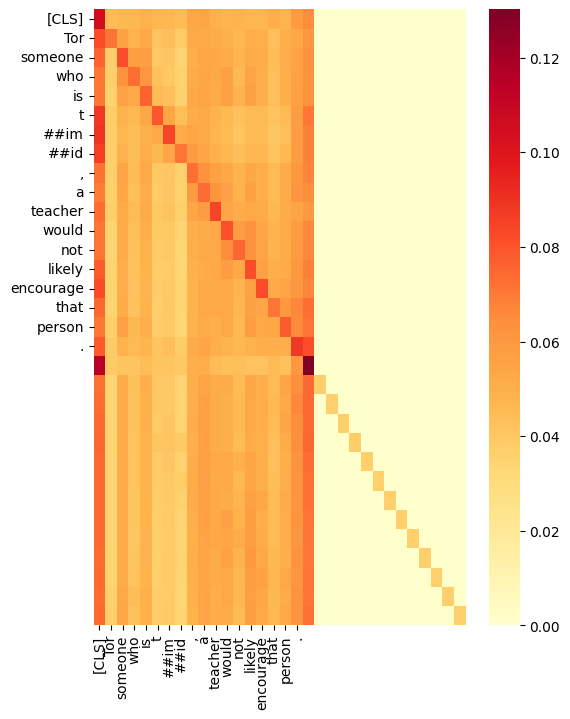 [CLS]
Tor
someone
who
is
t
##im
##id
,
a
teacher
would
not
likely
encourage
that
person
.
0.12
0.10
0.08
0.06
0.04
0.02
0.00
[CLS]
Tor
someone
who
is
t
##im
##id
,
a
teacher
would
not
likely
encourage
that
person
.